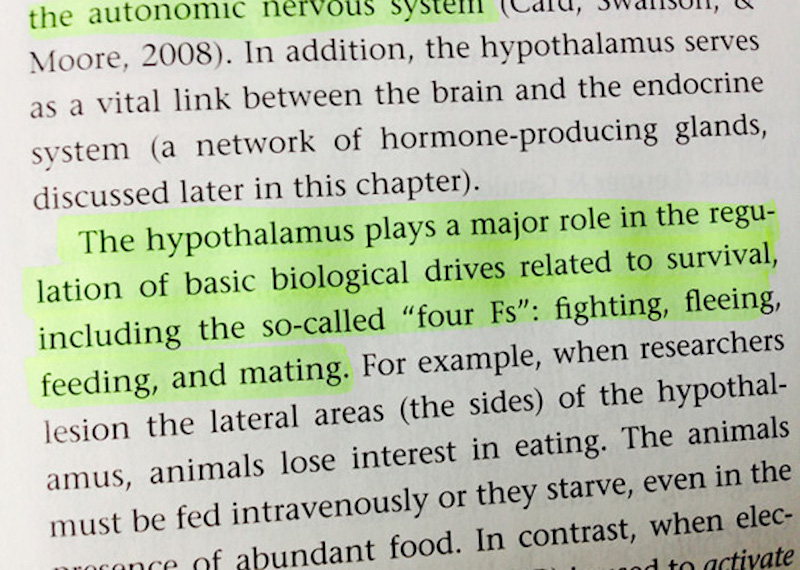 the autonomic nervous system (Card, Swanson, &
Moore, 2008). In addition, the hypothalamus serves
as a vital link between the brain and the endocrine
system (a network of hormone-producing glands,
discussed later in this chapter).
The hypothalamus plays a major role in the regu-
lation of basic biological drives related to survival,
including the so-called “four Fs”: fighting, fleeing,
feeding, and mating. For example, when researchers
lesion the lateral areas (the sides) of the hypothal-
amus, animals lose interest in eating. The animals
must be fed intravenously or they starve, even in the
presence of abundant food. In contrast, when elec-
used to activate